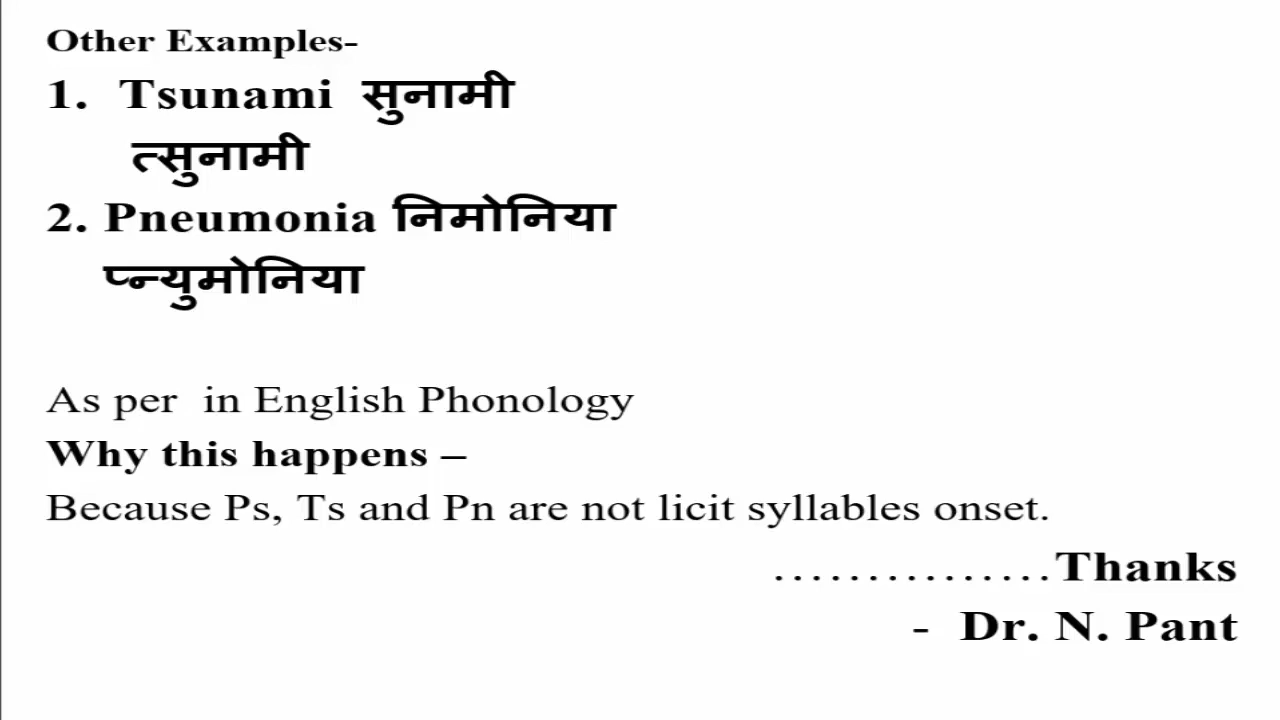 Other Examples-
1. Tsunami सुनामी
त्सुनामी
2. Pneumonia निमोनिया
प्न्युमोनिया
As per in English Phonology
Why this happens –
Because Ps, Ts and Pn are not licit syllables onset.
……………Thanks
- Dr. N. Pant